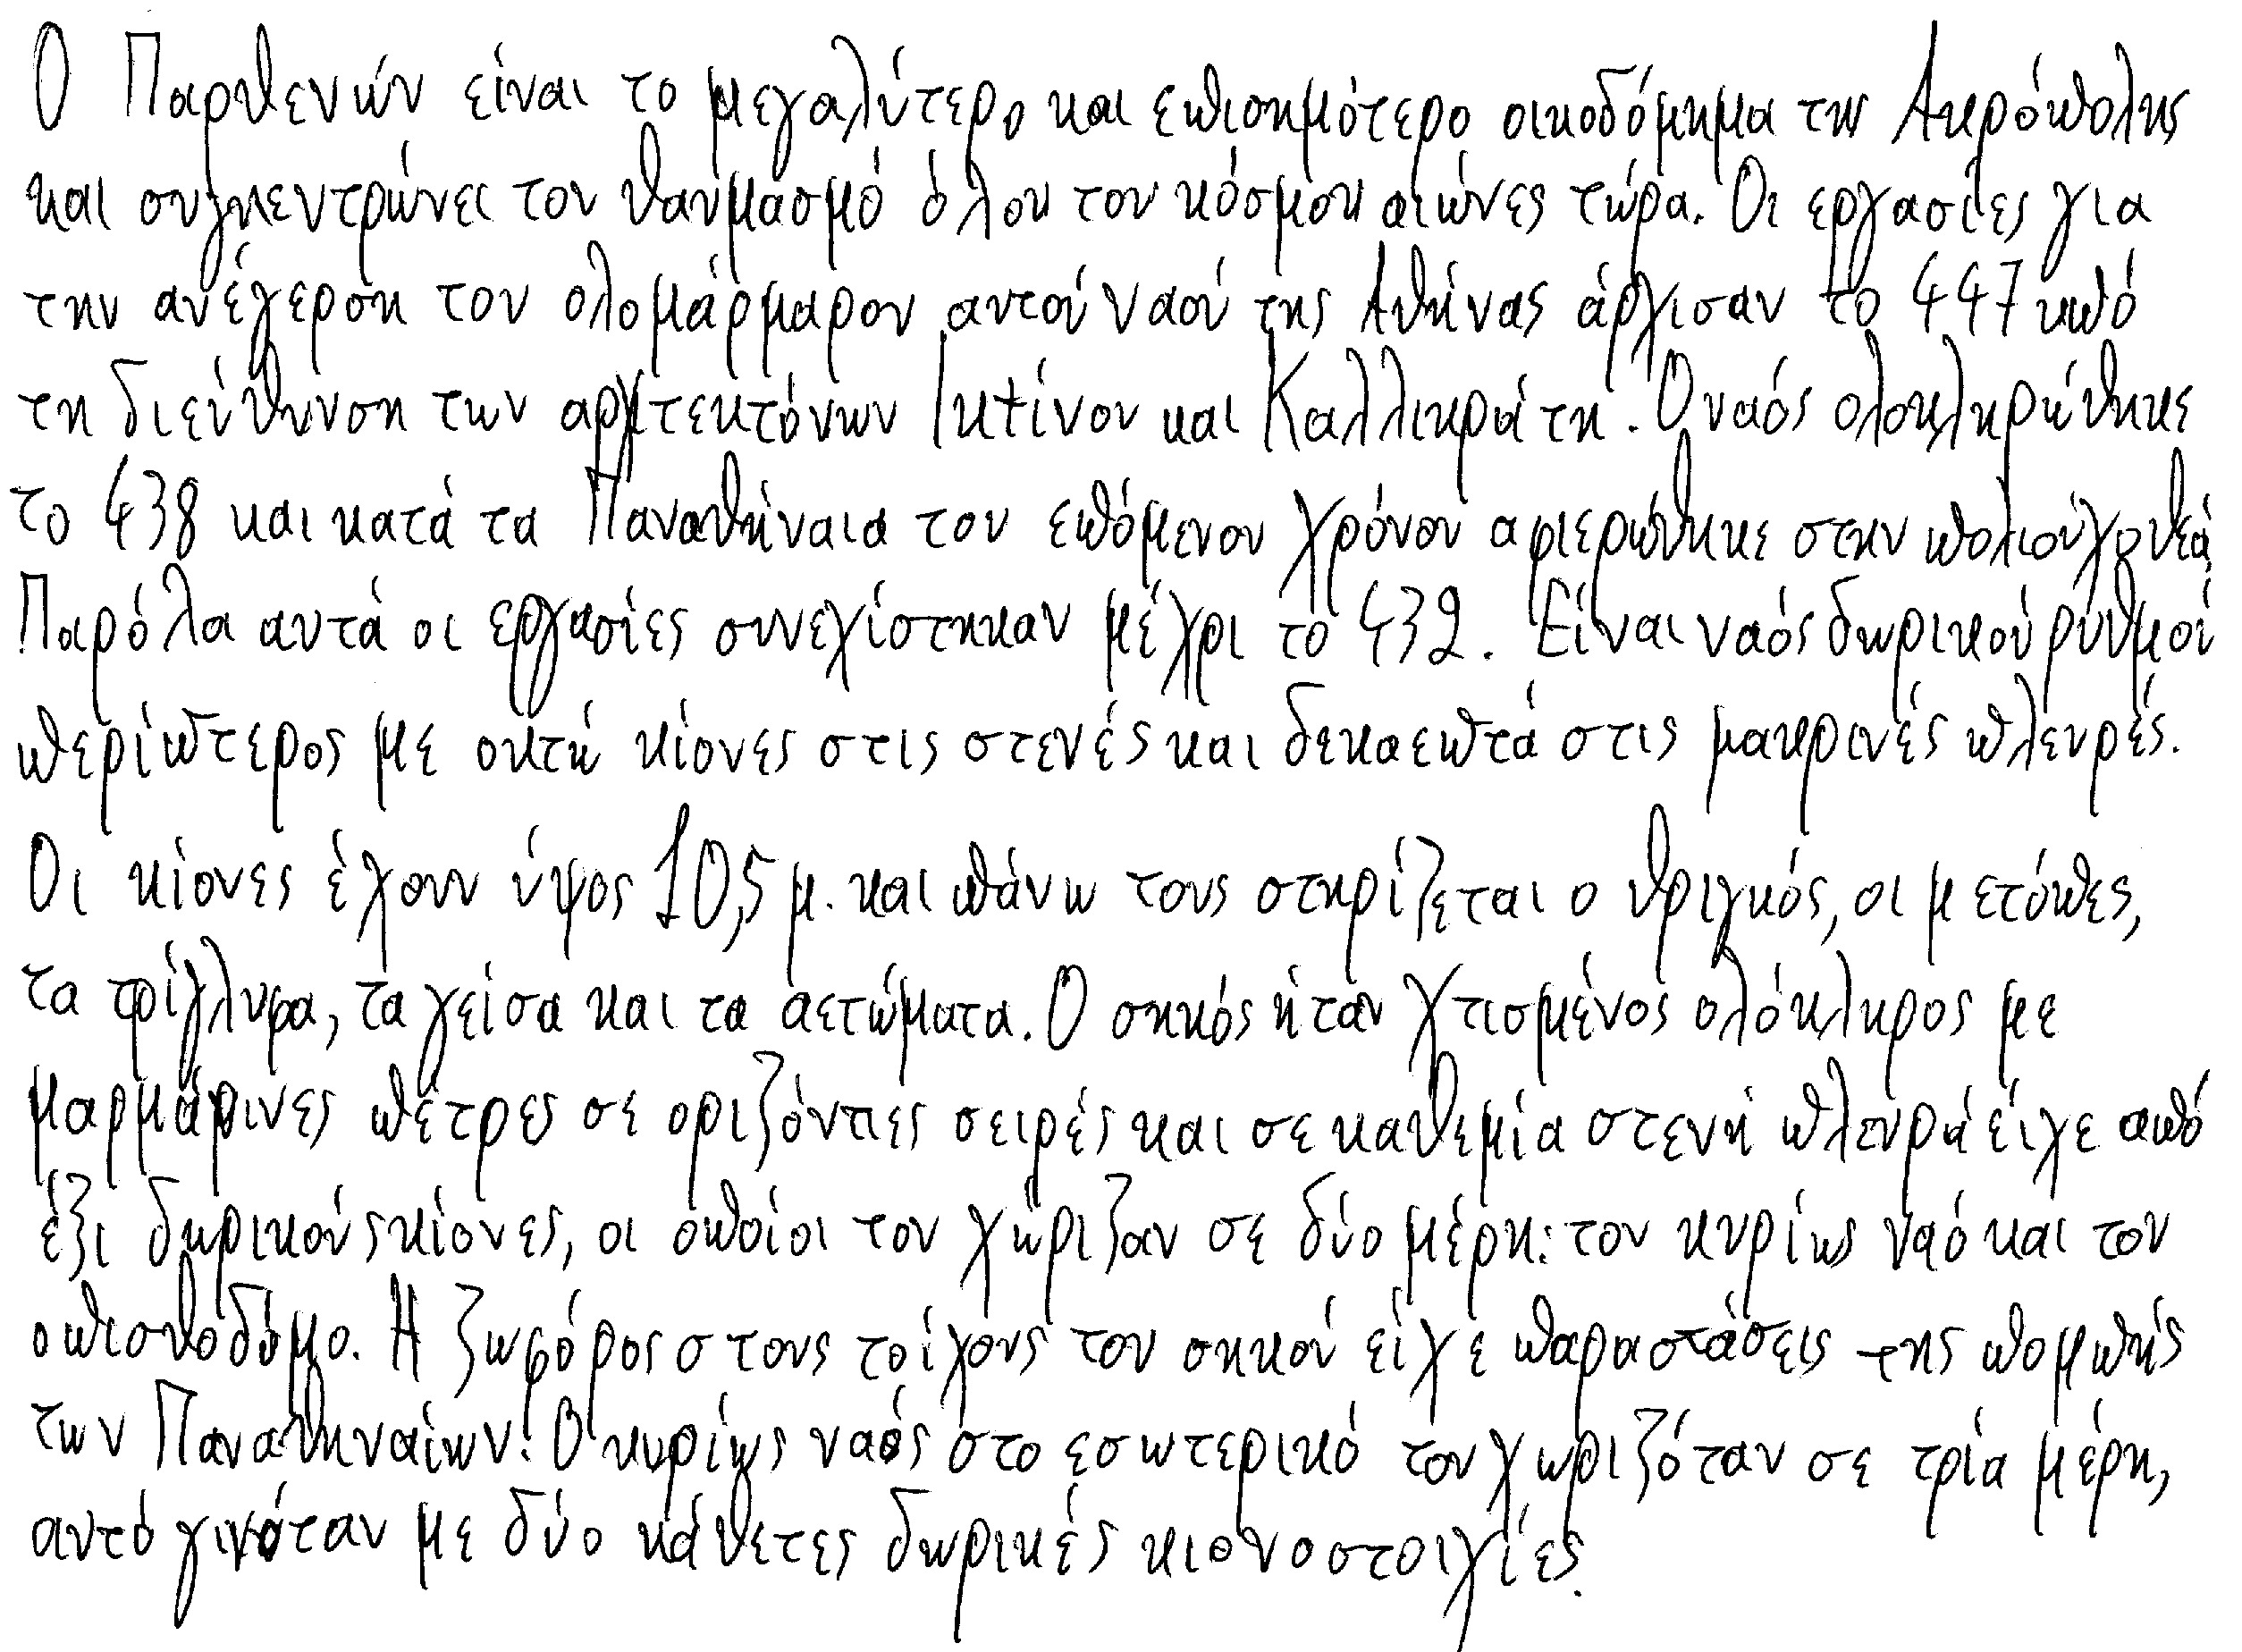 Ο Παρθενών είναι το μεγαλύτερο και επισημότερο οικοδόμημα της Ακρόπολης
και συγκεντρώνει τον θαυμασμό όλου του κόσμου αιώνες τώρα. Οι εργασίες για
την ανέγερση του ολομάρμαρου αυτού ναού της Αθήνας άρχισαν το 447 υπό
τη διεύθυνση των αρχιτεκτόνων Ικτίνου και Καλλικράτη. Ο ναός ολοκληρώθηκε
το 438 και κατά τα Παναθήναια του επόμενου χρόνου αφιερώθηκε στην πολιούχο θεά.
Παρόλα αυτά οι εργασίες συνεχίστηκαν μέχρι το 432. Είναι ναός δωρικού ρυθμού
περίπτερος με οκτώ κίονες στις στενές και δεκαεπτά στις μακρινές πλευρές.
Οι κίονες έχουν ύψος 10,5 μ. και πάνω τους στηρίζεται ο θριγκός, οι μετόπες,
τα τρίγλυφα, τα γείσα και τα αετώματα. Ο σηκός ήταν χτισμένος ολόκληρος με
μαρμάρινες πέτρες σε οριζόντιες σειρές και σε καθεμία στενή πλευρά είχε από
έξι δωρικούς κίονες, οι οποίοι τον χώριζαν σε δύο μέρη: τον κυρίως ναό και τον
οπισθοδόμο. Η ζωφόρος στους τοίχους του σηκού είχε παραστάσεις της πομπής
των Παναθηναίων. Ο κυρίως ναός στο εσωτερικό του χωριζόταν σε τρία μέρη,
αυτό γινόταν με δύο κάθετες δωρικές κιονοστοιχίες.